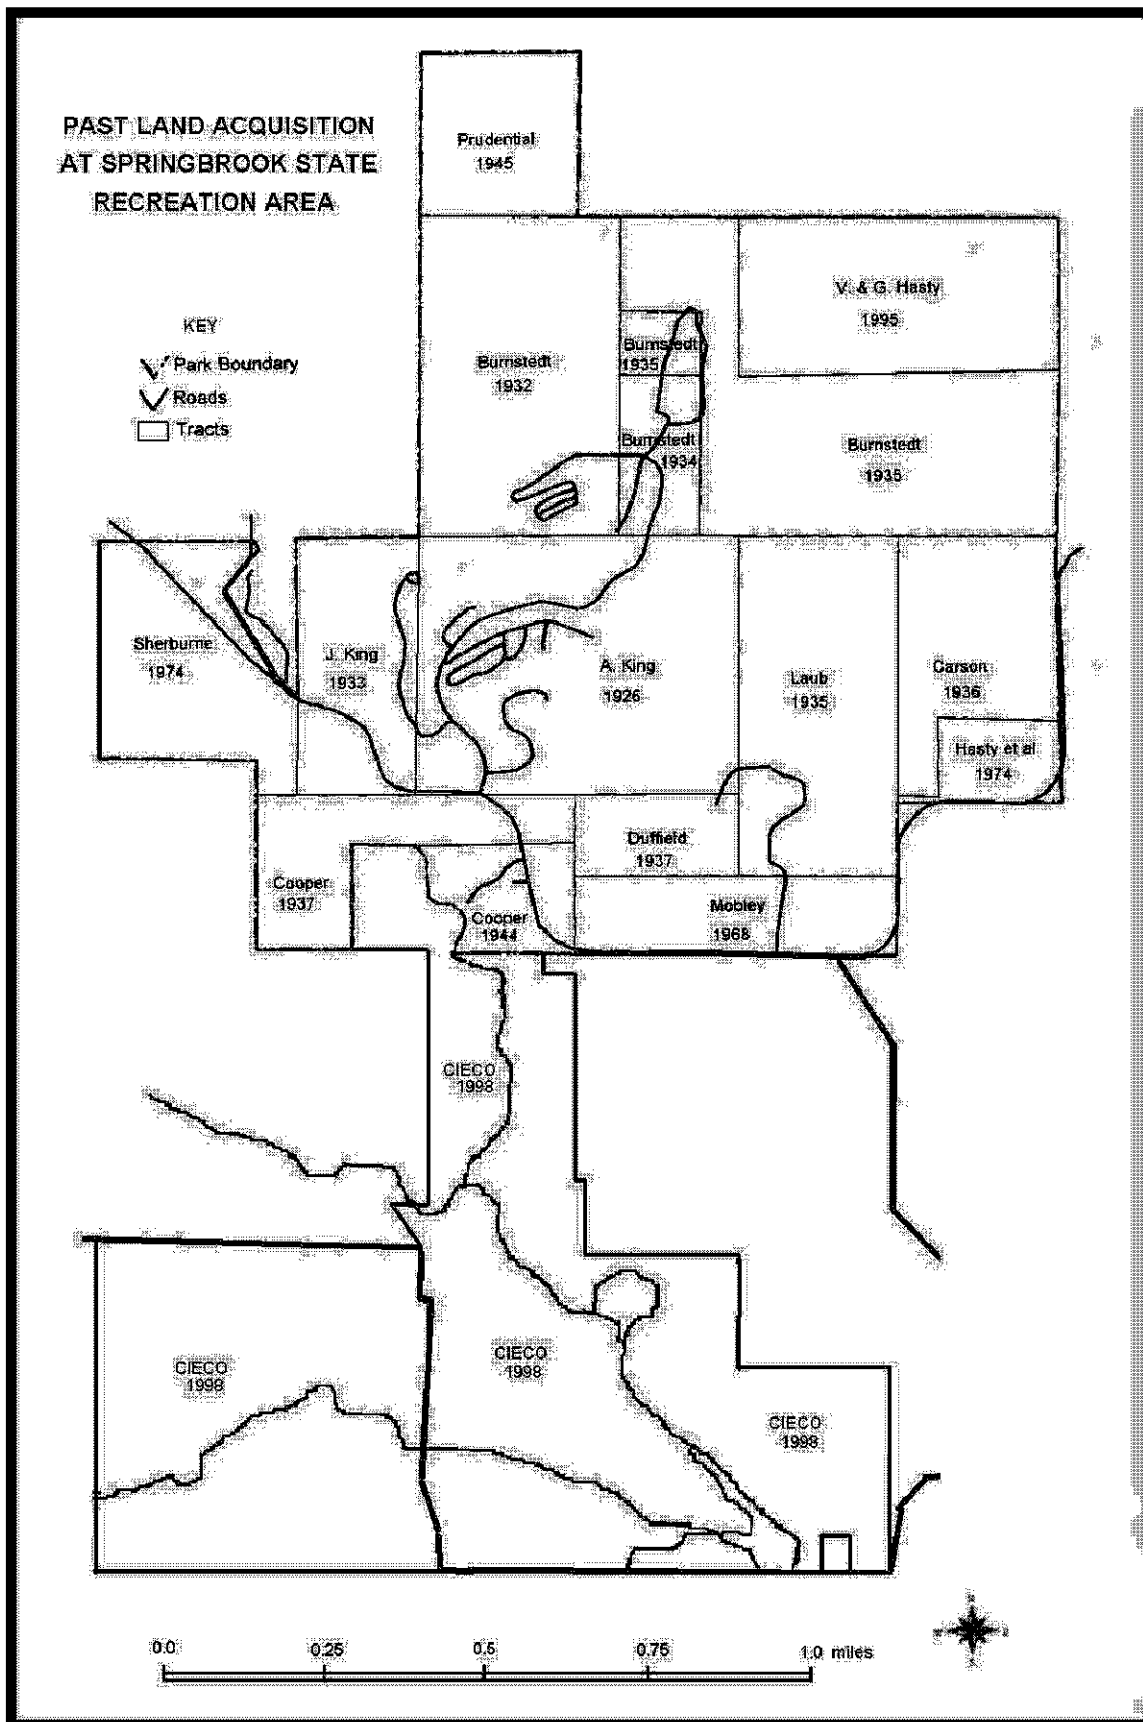 PAST LAND ACQUISITION
AT SPRINGBROOK STATE
RECREATION AREA
Prudential
1945
V. & G. Hasty
1995
KEY
Park Boundary
Roads
Tracts
Burnstedt
1932
Burnstedt
1935
Burnstedt
1934
Burnstedt
1935
Sherburne
1974
J. King
1933
A. King
1926
Laub
1935
Carson
1936
Hasty et al
1974
Duffield
1937
Cooper
1937
Cooper
1944
Mobley
1968
CIECO
1998
CIECO
1998
CIECO
1998
CIECO
1998
0.0 0.25 0.5 0.75 1.0 miles